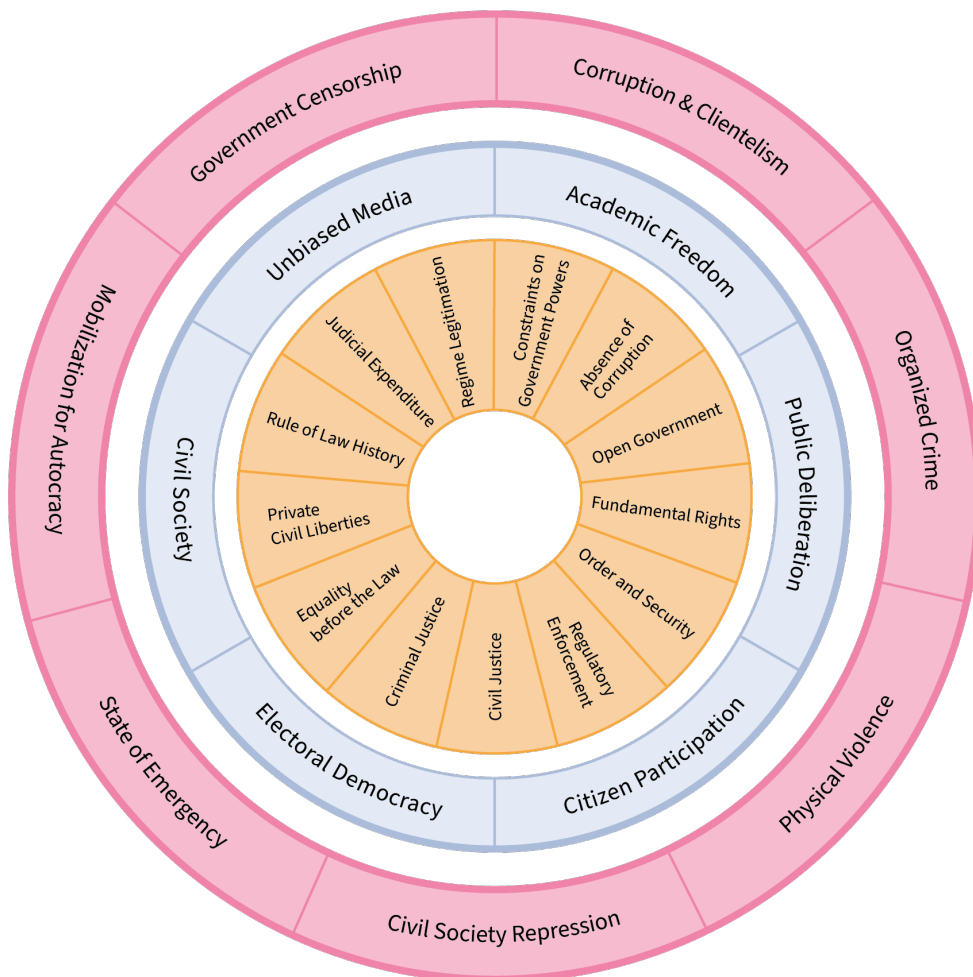 Corruption & Clientelism
Organized Crime
Physical Violence
Civil Society Repression
State of Emergency
Mobilization for Autocracy
Government Censorship
Academic Freedom
Public Deliberation
Citizen Participation
Electoral Democracy
Civil Society
Unbiased Media
Constraints on
Government Powers
Absence of
Corruption
Open Government
Fundamental Rights
Order and Security
Regulatory
Enforcement
Civil Justice
Criminal Justice
Equality
before the Law
Private
Civil Liberties
Rule of Law History
Judicial Expenditure
Regime Legitimation